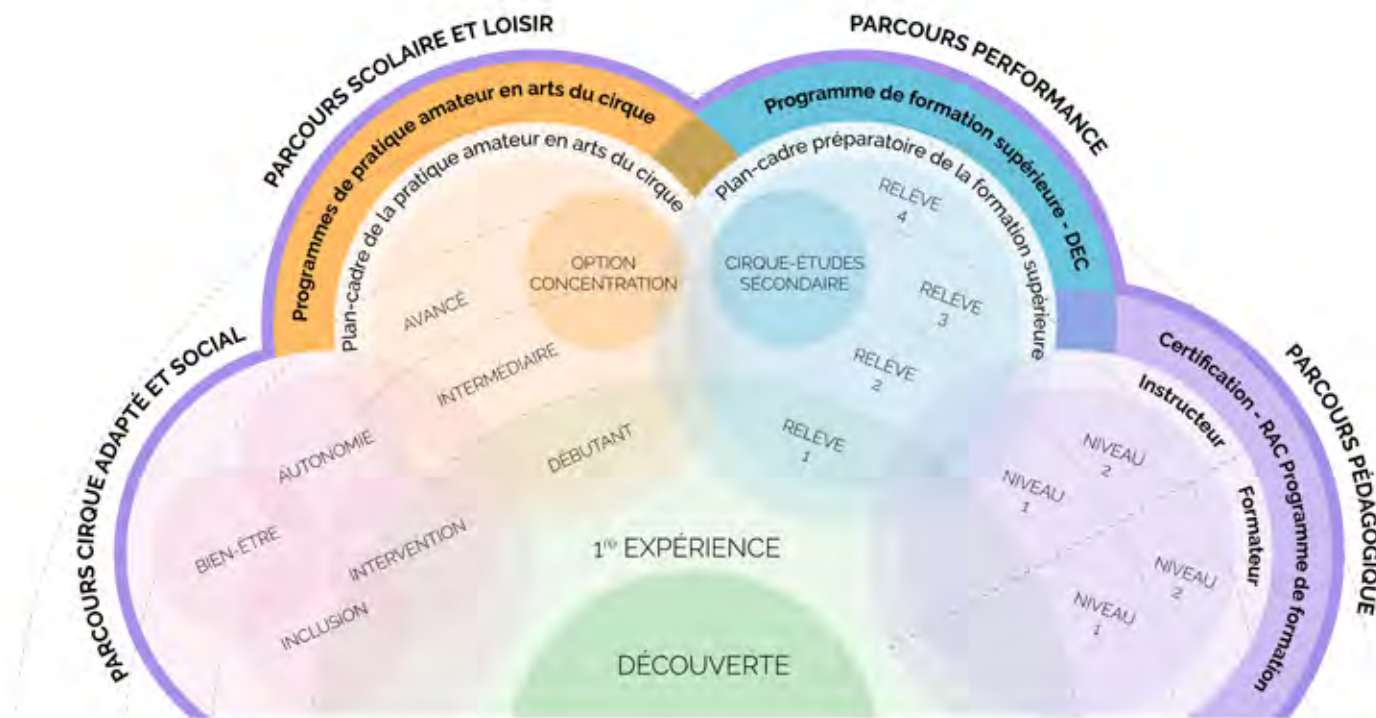 PARCOURS CIRQUE ADAPTÉ ET SOCIAL
BIEN-ÊTRE
AUTONOMIE
INTERVENTION
INCLUSION
PARCOURS SCOLAIRE ET LOISIR
Programmes de pratique amateur en arts du cirque
Plan-cadre de la pratique amateur en arts du cirque
OPTION
CONCENTRATION
AVANCÉ
INTERMÉDIAIRE
DÉBUTANT
PARCOURS PERFORMANCE
Programme de formation supérieure - DEC
Plan-cadre préparatoire de la formation supérieure
CIRQUE-ÉTUDES
SECONDAIRE
RELÈVE
4
RELÈVE
3
RELÈVE
2
RELÈVE
1
PARCOURS PÉDAGOGIQUE
Certification - RAC Programme de formation
Instructeur
NIVEAU
2
NIVEAU
1
Formateur
NIVEAU
2
NIVEAU
1
1re EXPÉRIENCE
DÉCOUVERTE